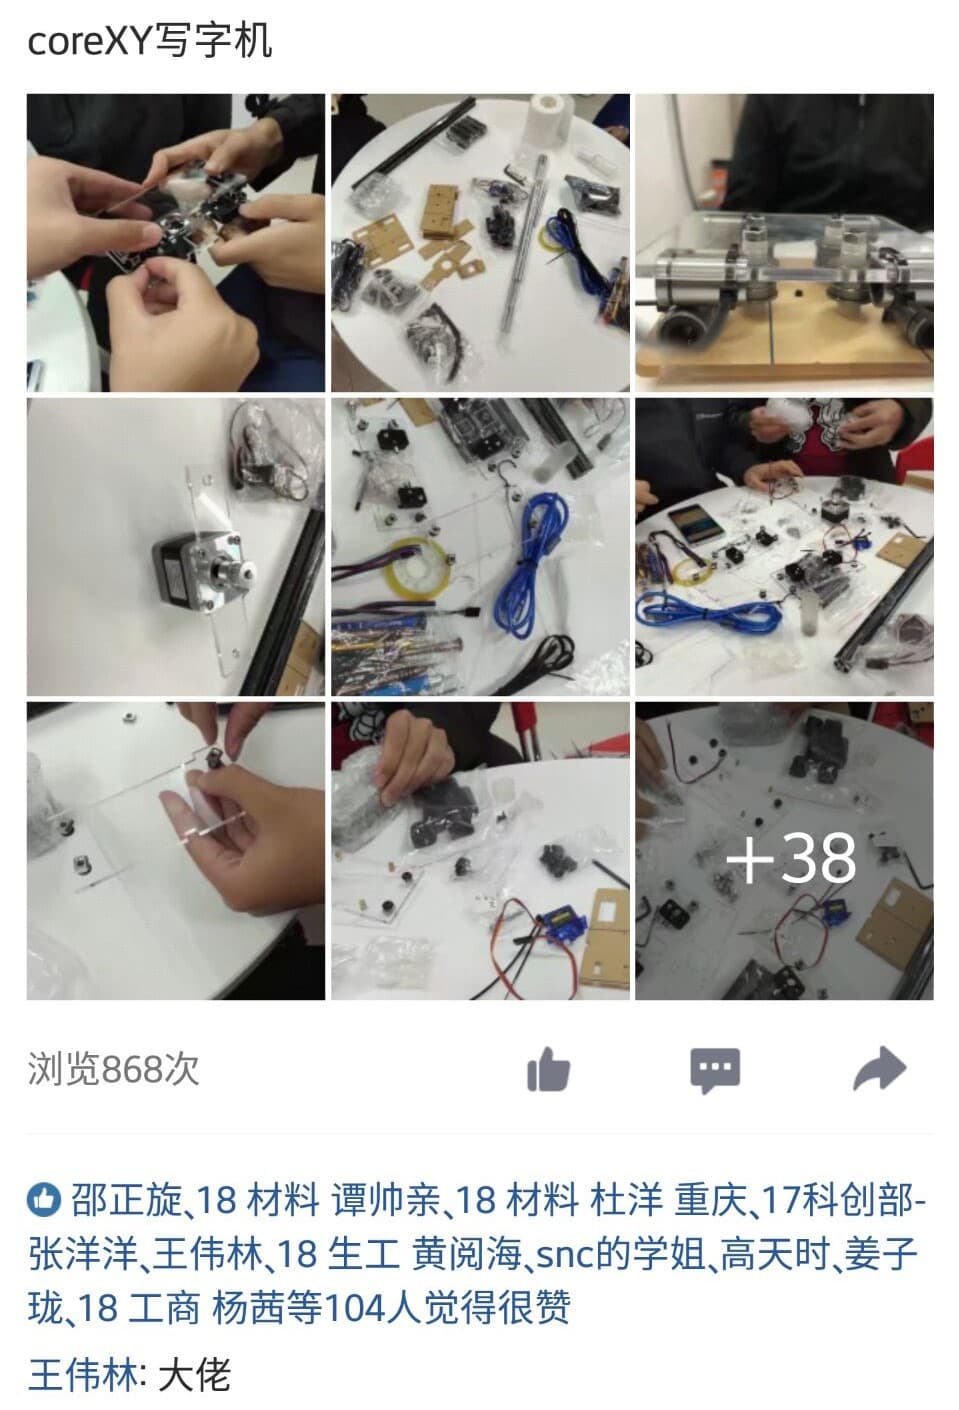 coreXY写字机
+38
浏览868次
邵正旋、18 材料 谭帅亲、18 材料 杜洋 重庆、17科创部-
张洋洋、王伟林、18 生工 黄阅海、snc的学姐、高天时、姜子
珑、18 工商 杨茜等104人觉得很赞
王伟林: 大佬